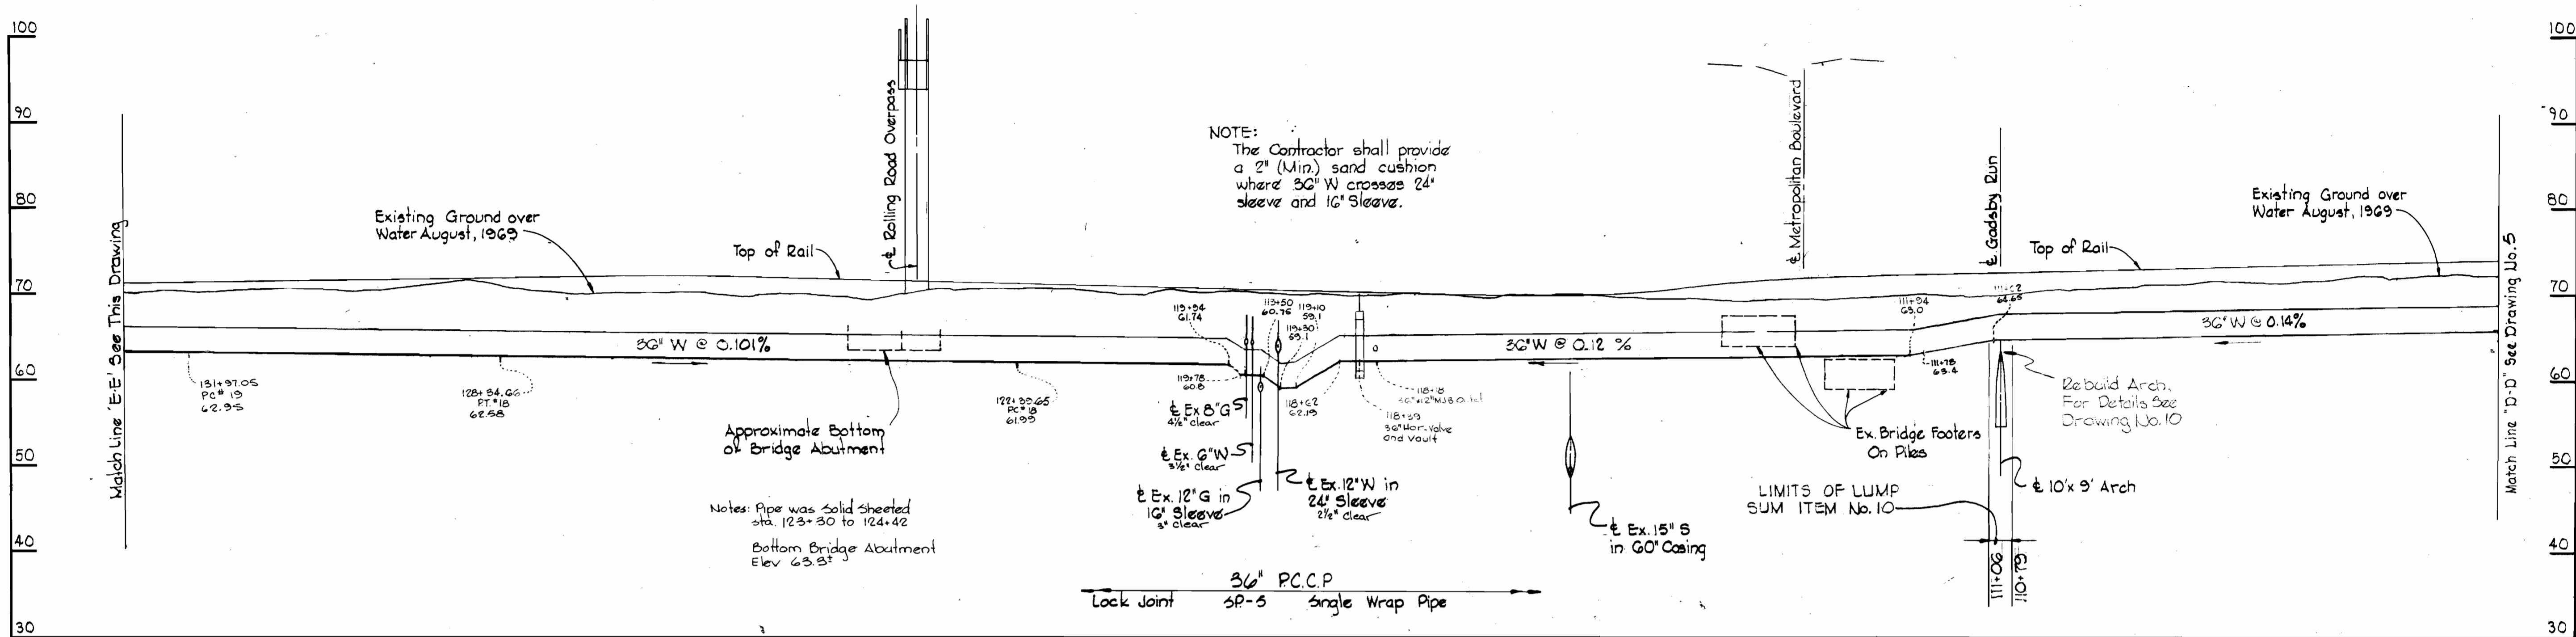 100
90
80
70
60
50
40
30
Match Line "E-E" See This Drawing
Existing Ground over
Water August, 1969
Top of Rail
℄ Rolling Road Overpass
NOTE:
The Contractor shall provide
a 2" (Min.) sand cushion
where 36" W crosses 24"
sleeve and 16" Sleeve.
℄ Metropolitan Boulevard
℄ Gadsby Run
Top of Rail
Existing Ground over
Water August, 1969
Match Line "D-D" See Drawing No. 5
100
90
80
70
60
50
40
30
36" W @ 0.101%
36" W @ 0.12 %
36" W @ 0.14%
131+97.05
PC# 19
62.95
128+94.66
P.T. #18
62.58
122+39.65
PC #18
61.99
119+94
61.74
119+78
60.8
113+50
60.76
119+30
59.1
119+10
59.1
118+62
62.19
118+18
118+39
36" Hor. Valve
and Vault
111+94
63.0
111+78
63.4
111+62
64.65
Approximate Bottom
of Bridge Abutment
Notes: Pipe was Solid Sheeted
sta. 123+30 to 124+42
Bottom Bridge Abutment
Elev 63.3±
℄ Ex 8" G
4½" clear
℄ Ex. 6" W
3½" clear
℄ Ex. 12" G in
16" Sleeve
3" clear
℄ Ex. 12" W in
24" Sleeve
2½" clear
℄ Ex. 15" S
in 60" Casing
Ex. Bridge Footers
On Piles
Rebuild Arch.
For Details See
Drawing No. 10
℄ 10' x 9' Arch
LIMITS OF LUMP
SUM ITEM No. 10
111+06
110+79
36" P.C.C.P
Lock Joint SP-5 Single Wrap Pipe